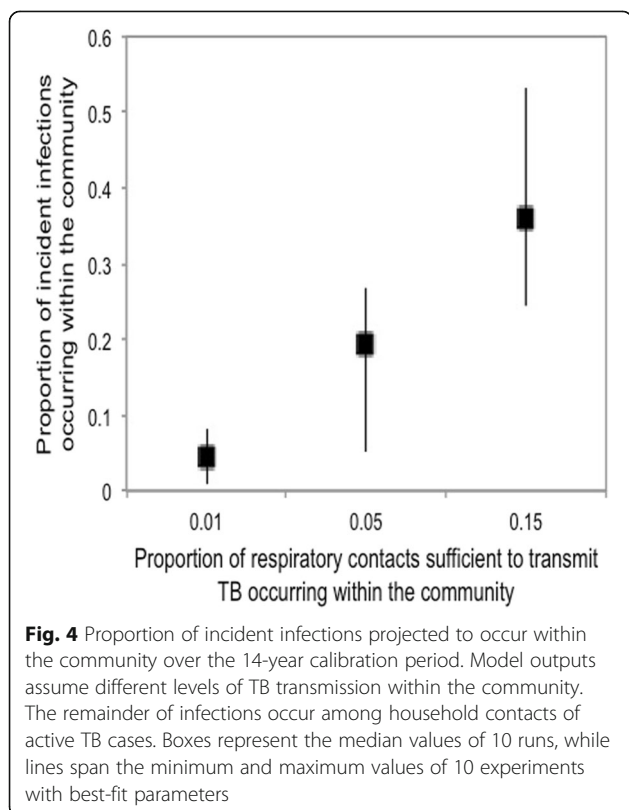 Proportion of incident infections
occurring within the community
0.6
0.5
0.4
0.3
0.2
0.1
0
0.01 0.05 0.15
Proportion of respiratory contacts sufficient to transmit
TB occurring within the community
Fig. 4 Proportion of incident infections projected to occur within
the community over the 14-year calibration period. Model outputs
assume different levels of TB transmission within the community.
The remainder of infections occur among household contacts of
active TB cases. Boxes represent the median values of 10 runs, while
lines span the minimum and maximum values of 10 experiments
with best-fit parameters